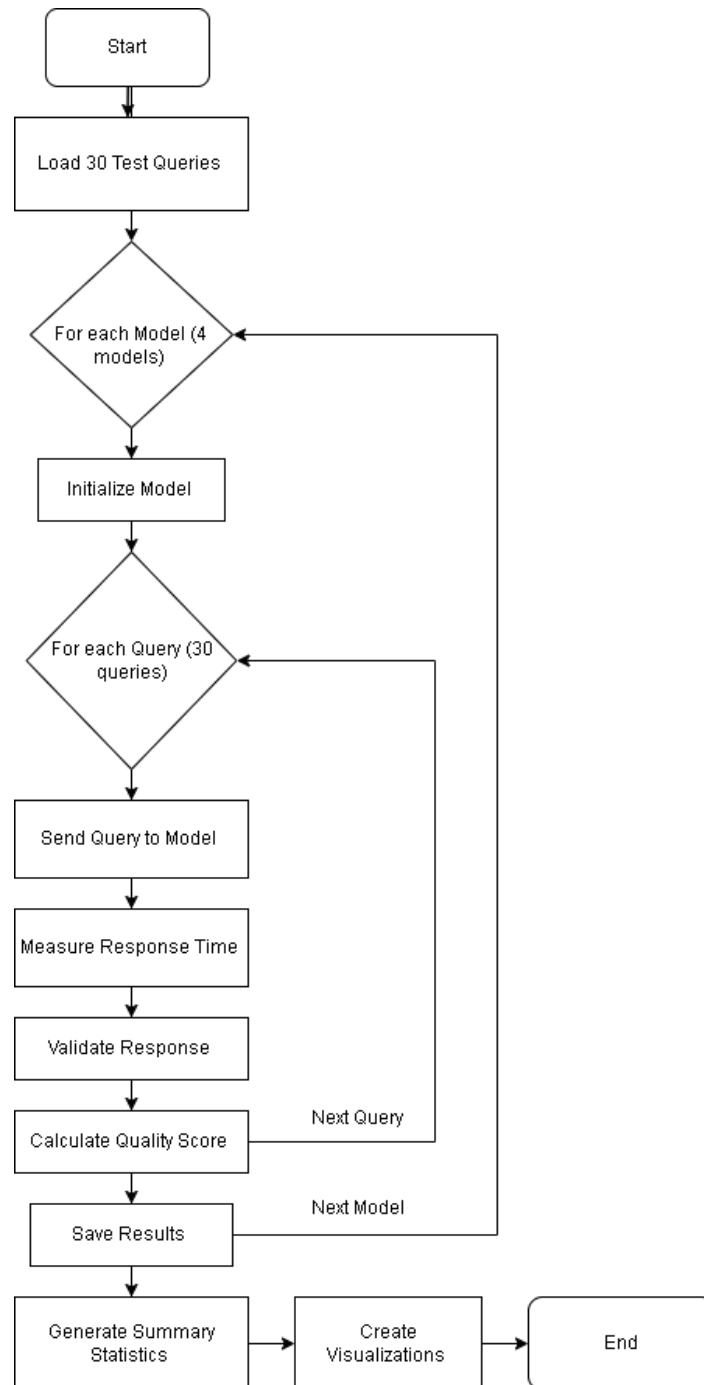 Start
Load 30 Test Queries
For each Model (4
models)
Initialize Model
For each Query (30
queries)
Send Query to Model
Measure Response Time
Validate Response
Calculate Quality Score
Next Query
Save Results
Next Model
Generate Summary
Statistics
Create
Visualizations
End